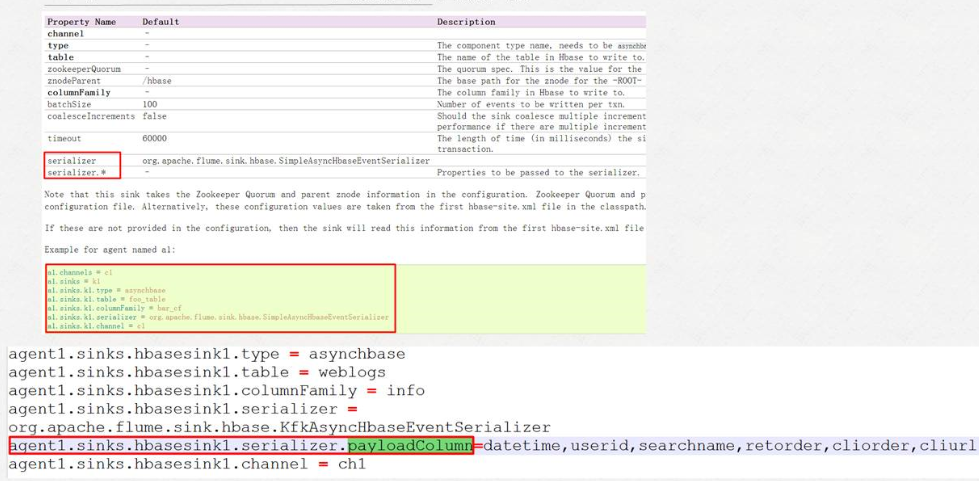 Property Name Default Description
channel –
type – The component type name, needs to be asynchba
table – The name of the table in Hbase to write to.
zookeeperQuorum – The quorum spec. This is the value for the
znodeParent /hbase The base path for the znode for the -ROOT-
columnFamily – The column family in Hbase to write to.
batchSize 100 Number of events to be written per txn.
coalesceIncrements false Should the sink coalesce multiple increment
performance if there are multiple increment
timeout 60000 The length of time (in milliseconds) the si
transaction.
serializer org.apache.flume.sink.hbase.SimpleAsyncHbaseEventSerializer
serializer.* – Properties to be passed to the serializer.
Note that this sink takes the Zookeeper Quorum and parent znode information in the configuration. Zookeeper Quorum and p
configuration file. Alternatively, these configuration values are taken from the first hbase-site.xml file in the classpath.
If these are not provided in the configuration, then the sink will read this information from the first hbase-site.xml file
Example for agent named a1:
a1.channels = c1
a1.sinks = k1
a1.sinks.k1.type = asynchbase
a1.sinks.k1.table = foo_table
a1.sinks.k1.columnFamily = bar_cf
a1.sinks.k1.serializer = org.apache.flume.sink.hbase.SimpleAsyncHbaseEventSerializer
a1.sinks.k1.channel = c1
agent1.sinks.hbasesink1.type = asynchbase
agent1.sinks.hbasesink1.table = weblogs
agent1.sinks.hbasesink1.columnFamily = info
agent1.sinks.hbasesink1.serializer =
org.apache.flume.sink.hbase.KfkAsyncHbaseEventSerializer
agent1.sinks.hbasesink1.serializer.payloadColumn=datetime,userid,searchname,retorder,cliorder,cliurl
agent1.sinks.hbasesink1.channel = ch1